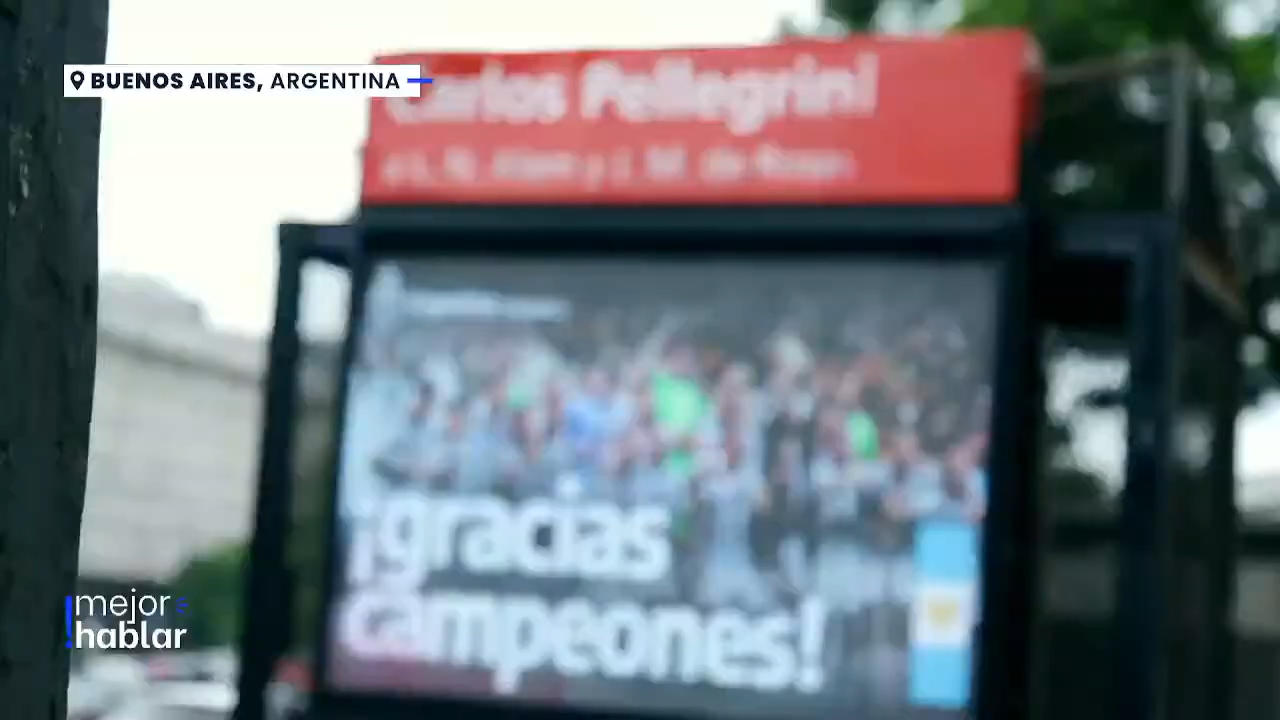 BUENOS AIRES, ARGENTINA
Carlos Pellegrini
¡gracias
campeones!
mejor
hablar